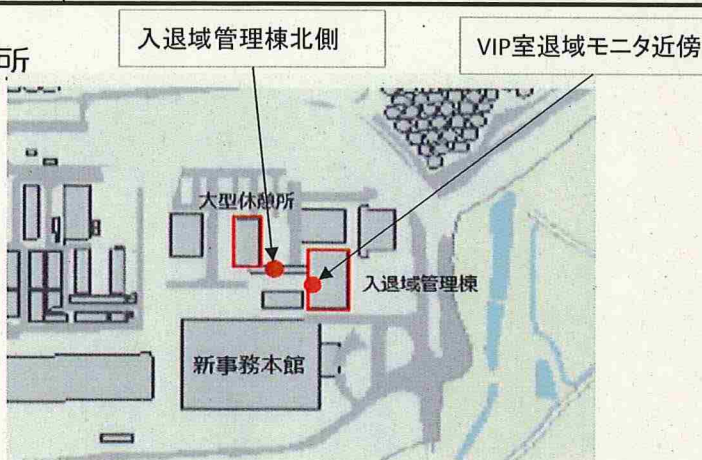 入退域管理棟北側
VIP室退域モニタ近傍
所
大型休憩所
入退域管理棟
新事務本館